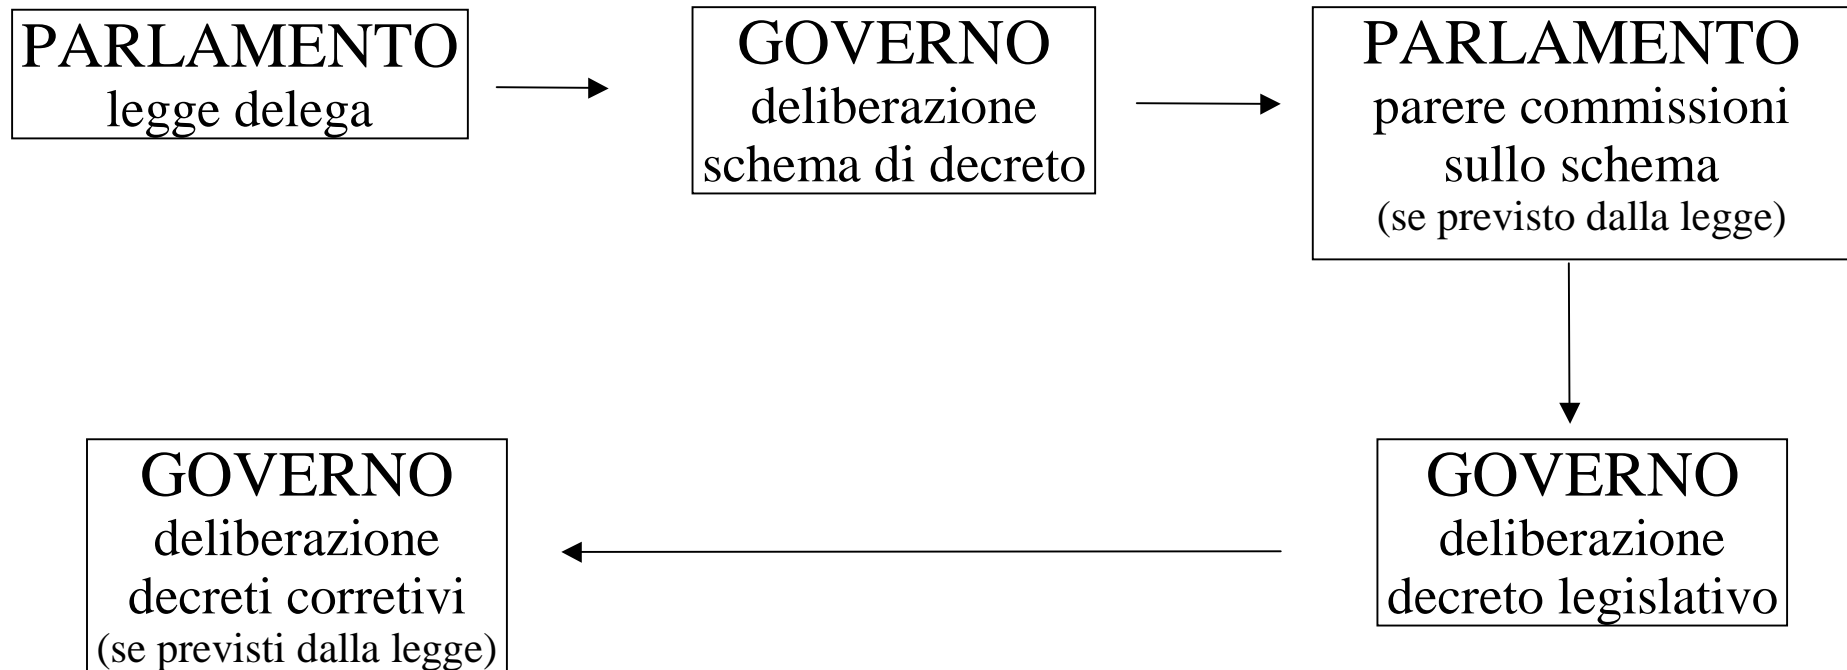 PARLAMENTO
legge delega
GOVERNO
deliberazione
schema di decreto
PARLAMENTO
parere commissioni
sullo schema
(se previsto dalla legge)
GOVERNO
deliberazione
decreto legislativo
GOVERNO
deliberazione
decreti corretivi
(se previsti dalla legge)